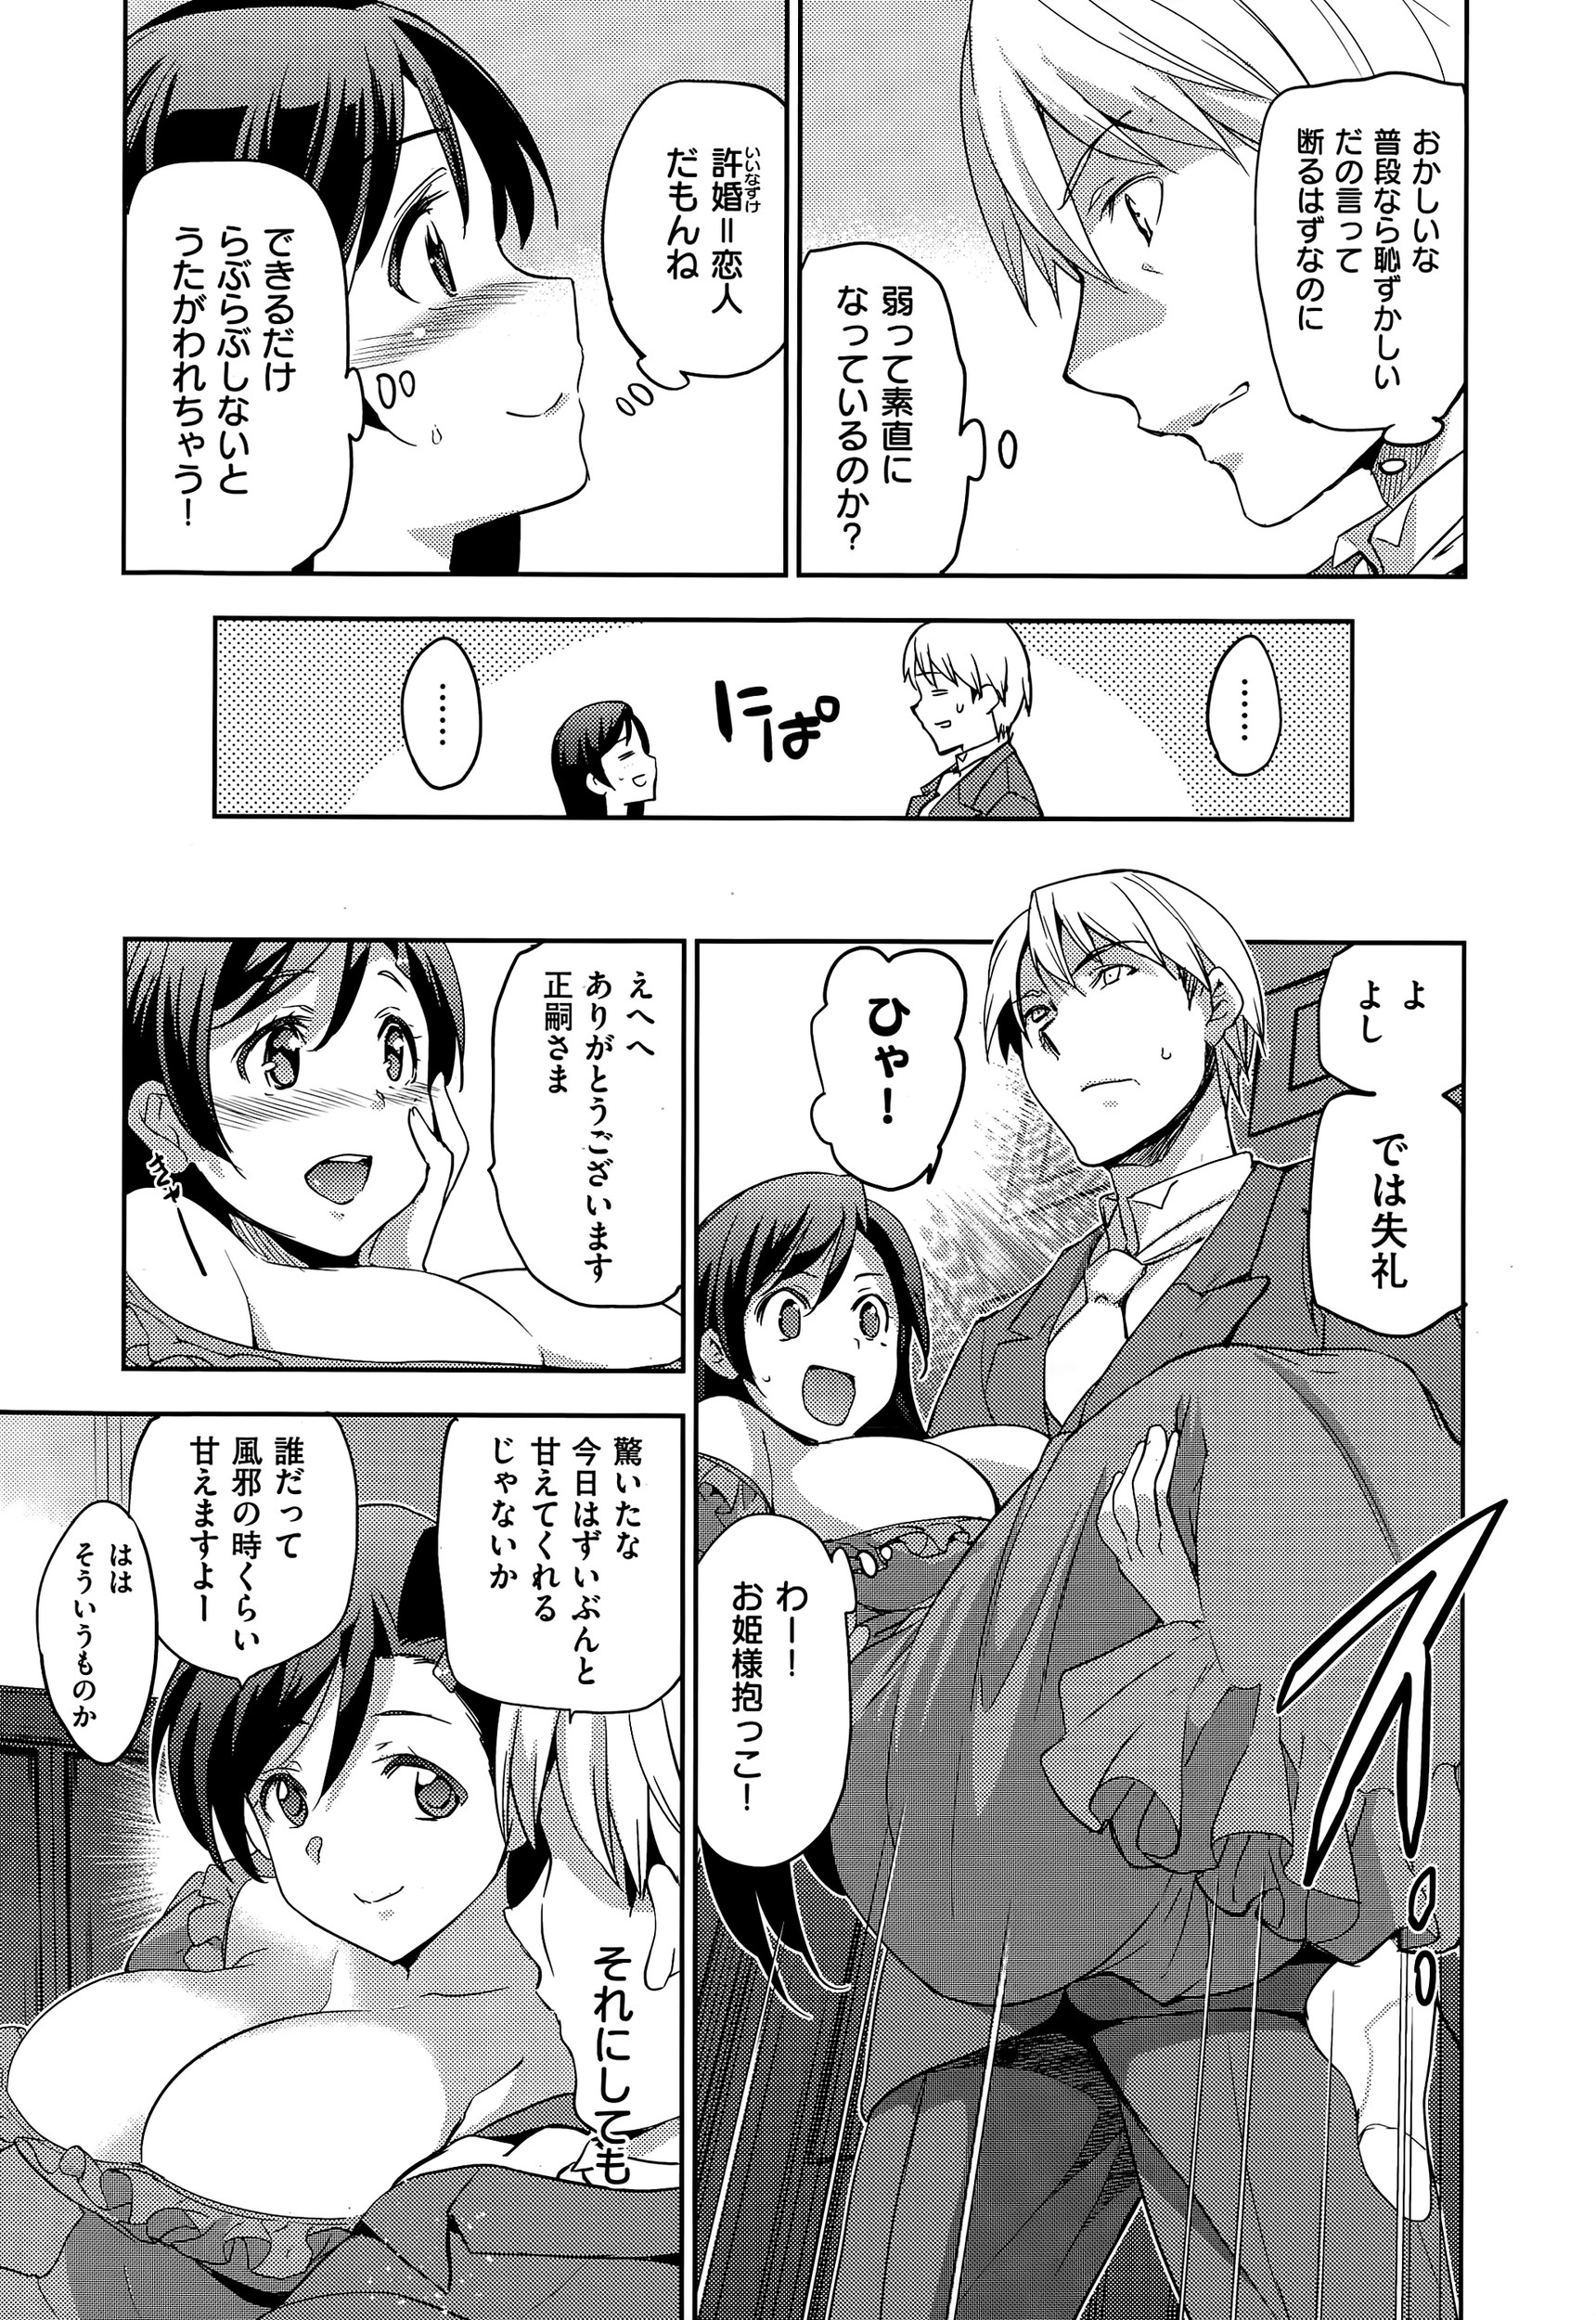 おかしいな
普段なら恥ずかしい
だの言って
断るはずなのに
弱って素直に
なっているのか？
許婚＝恋人
いいなずけ
だもんね
できるだけ
らぶらぶしないと
うたがわれちゃう！
……
にぱ
……
よ
よし
では失礼
ひゃ！
わー！
お姫様抱っこ！
えへへ
ありがとうございます
正嗣さま
きゃー
驚いたな
今日はずいぶんと
甘えてくれる
じゃないか
誰だって
風邪の時くらい
甘えますよー
はは
そういうものか
それにしても